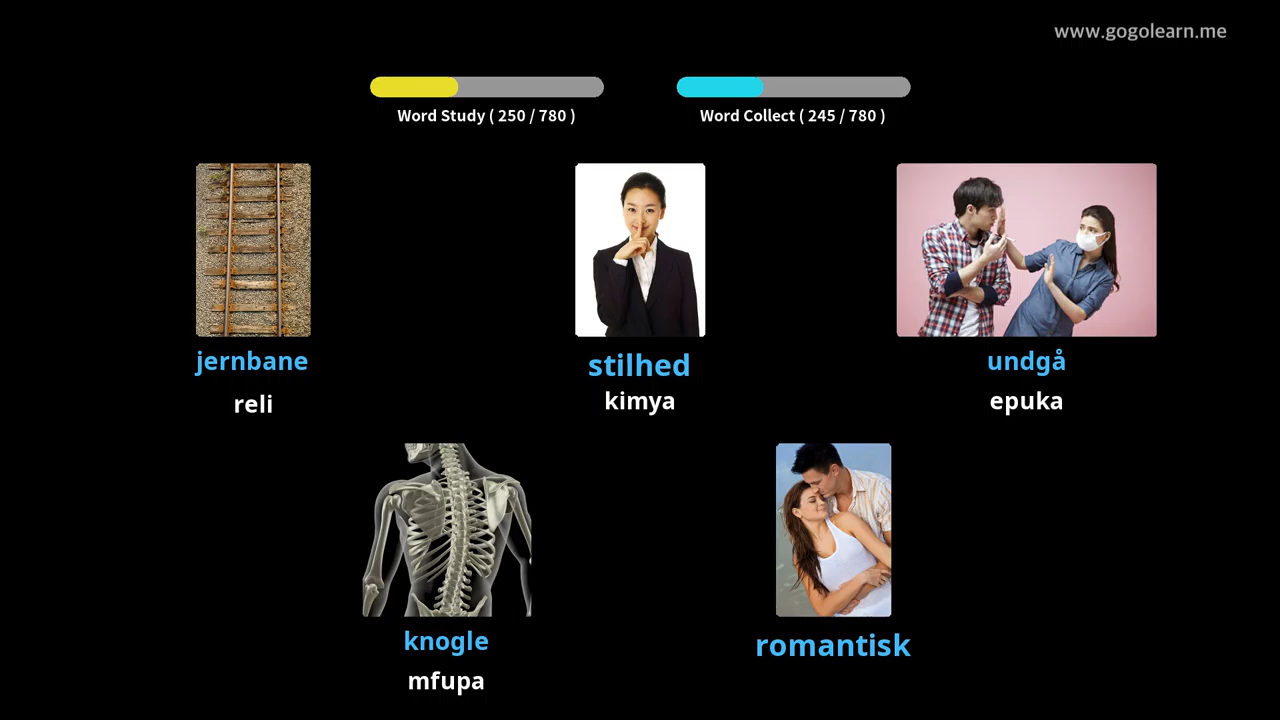 www.gogolearn.me
Word Study ( 250 / 780 )
Word Collect ( 245 / 780 )
jernbane
reli
stilhed
kimya
undgå
epuka
knogle
mfupa
romantisk